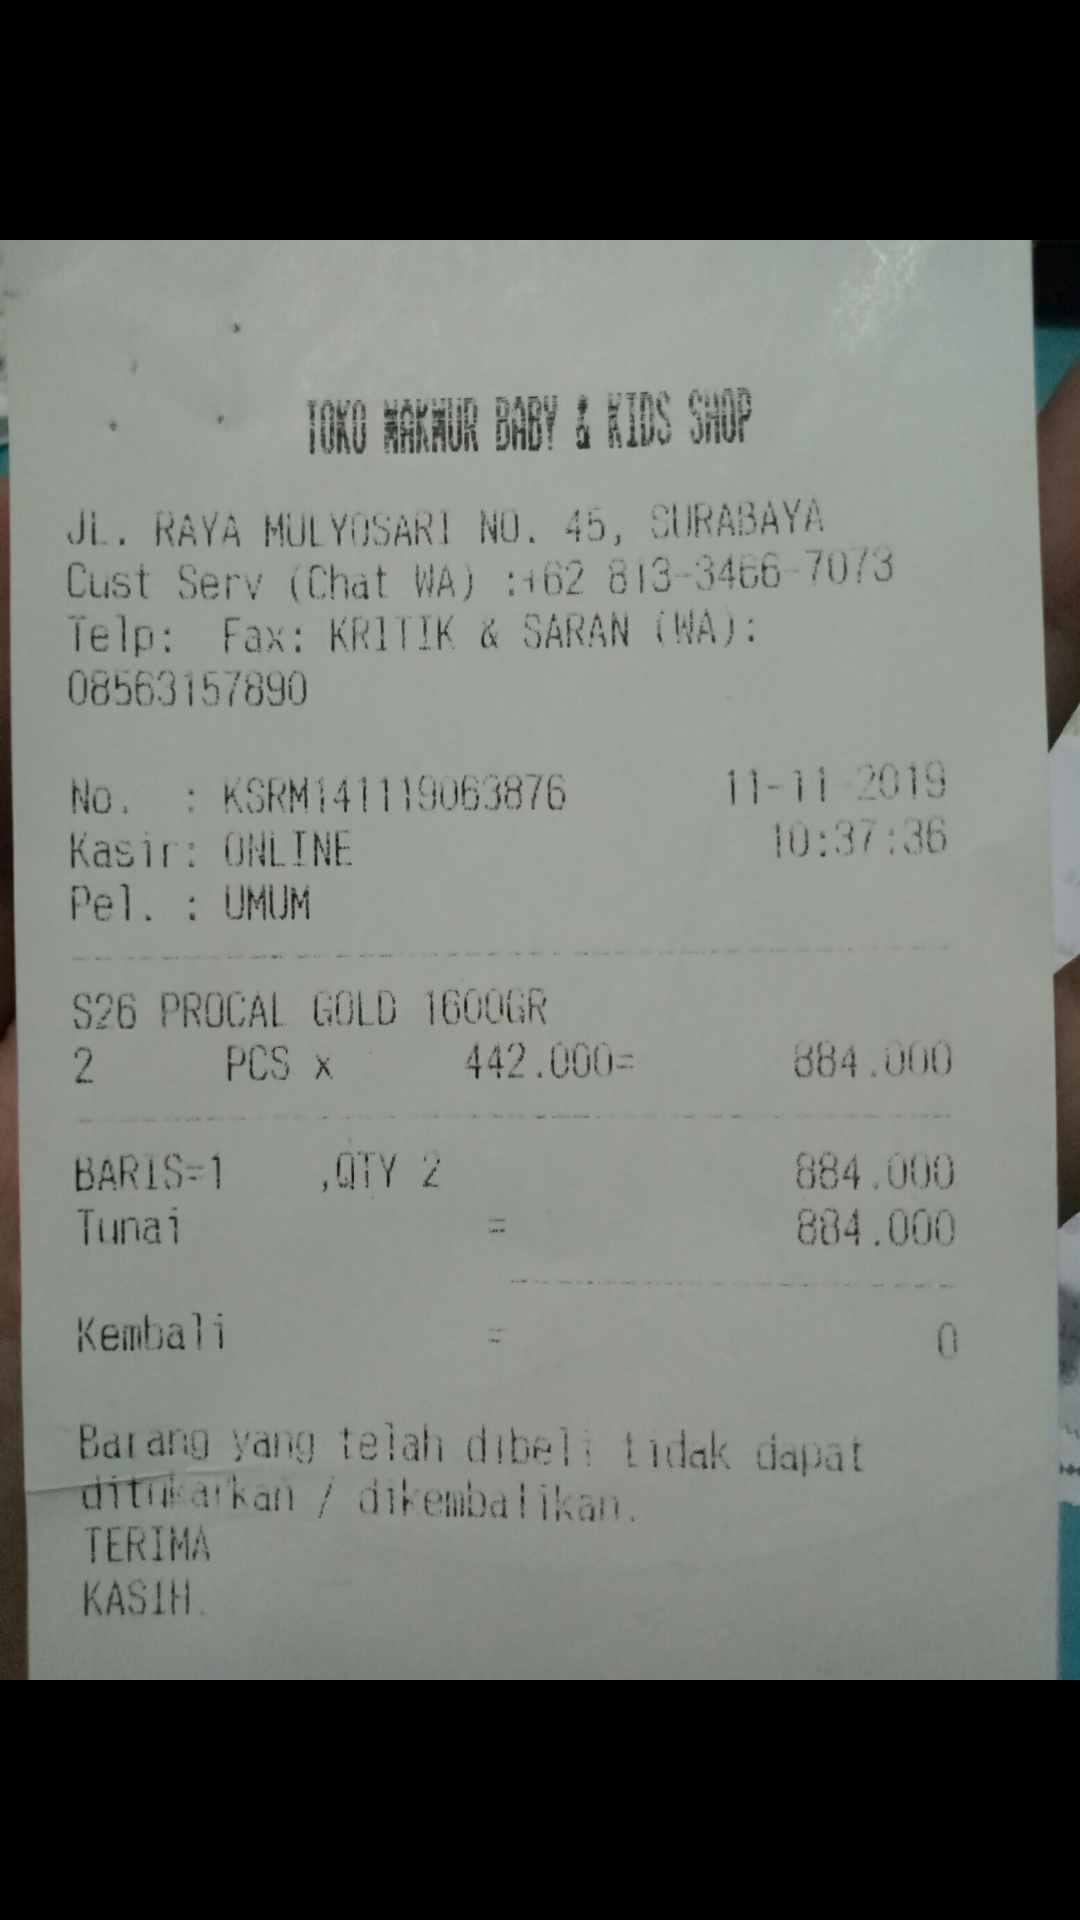 TOKO MAKMUR BABY & KIDS SHOP
JL. RAYA MULYOSARI NO. 45, SURABAYA
Cust Serv (Chat WA) :+62 813-3466-7073
Telp:  Fax: KRITIK & SARAN (WA):
08563157890
No.  : KSRM141119063876 11-11-2019
Kasir: ONLINE 10:37:36
Pel. : UMUM
S26 PROCAL GOLD 1600GR
2 PCS x 442.000= 884.000
BARIS=1 ,QTY 2 884.000
Tunai = 884.000
Kembali = 0
Barang yang telah dibeli tidak dapat
ditukarkan / dikembalikan.
TERIMA
KASIH.